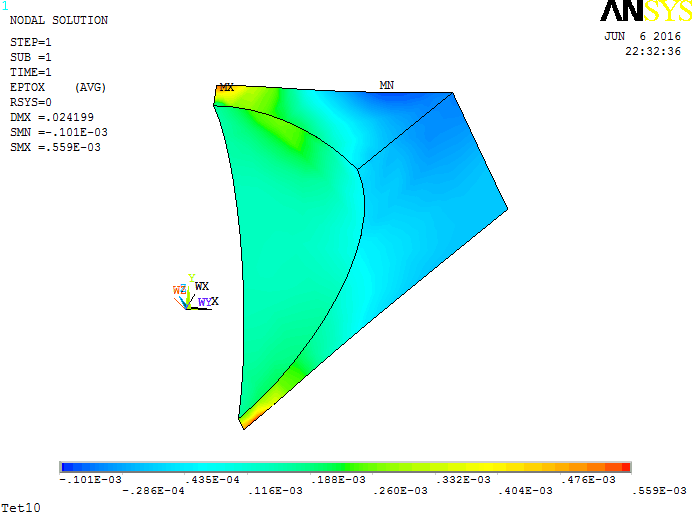 1
ANSYS
NODAL SOLUTION
JUN 6 2016
22:32:36
STEP=1
SUB =1
TIME=1
EPTOX (AVG)
RSYS=0
DMX =.024199
SMN =-.101E-03
SMX =.559E-03
MX
MN
Y
WZ WX
WY X
-.101E-03 .435E-04 .188E-03 .332E-03 .476E-03
-.286E-04 .116E-03 .260E-03 .404E-03 .559E-03
Tet10